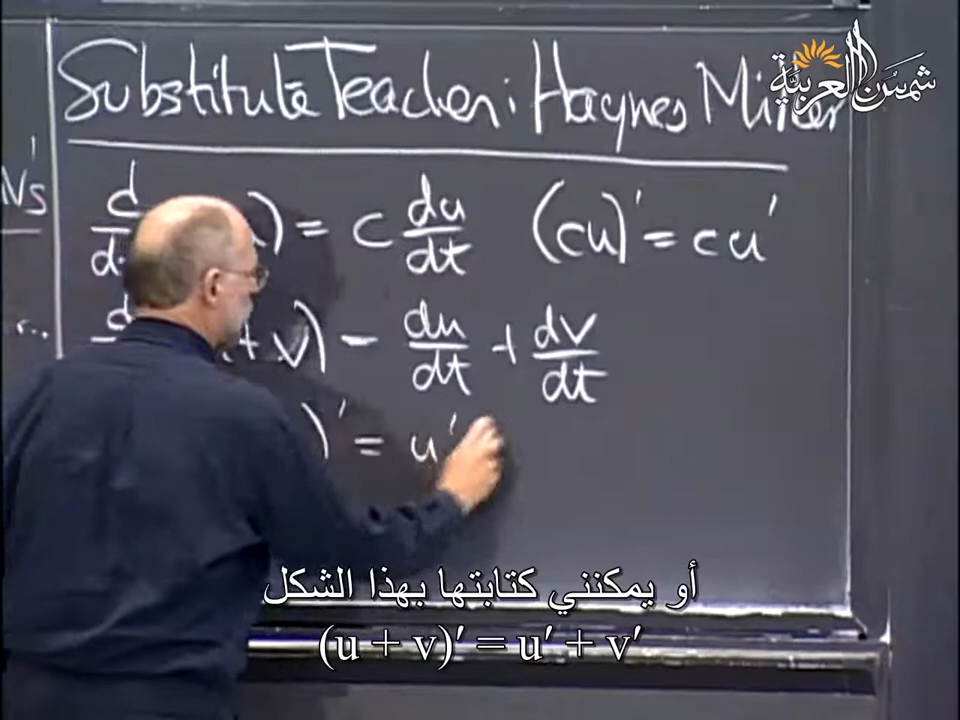 Substitute Teacher: Haynes Miller
شمس العربية
d
) = c du/dt (cu)' = cu'
+ v) = du/dt + dv/dt
)' = u'
أو يمكنني كتابتها بهذا الشكل
(u + v)′ = u′ + v′